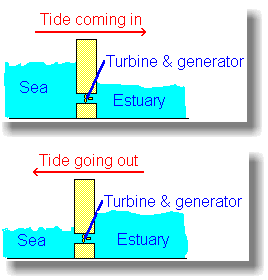 Tide coming in
Turbine & generator
Sea
Estuary
Tide going out
Turbine & generator
Sea
Estuary